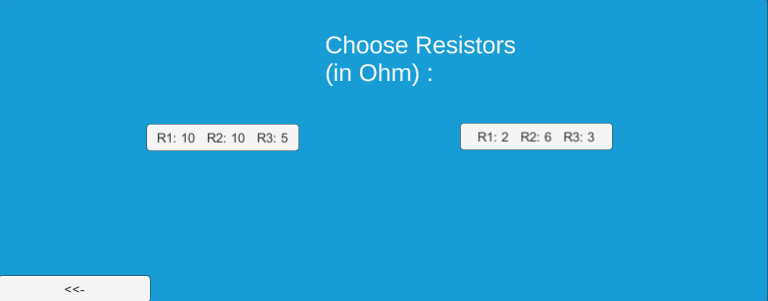 Choose Resistors
(in Ohm) :
R1: 10 R2: 10 R3: 5
R1: 2 R2: 6 R3: 3
<<-